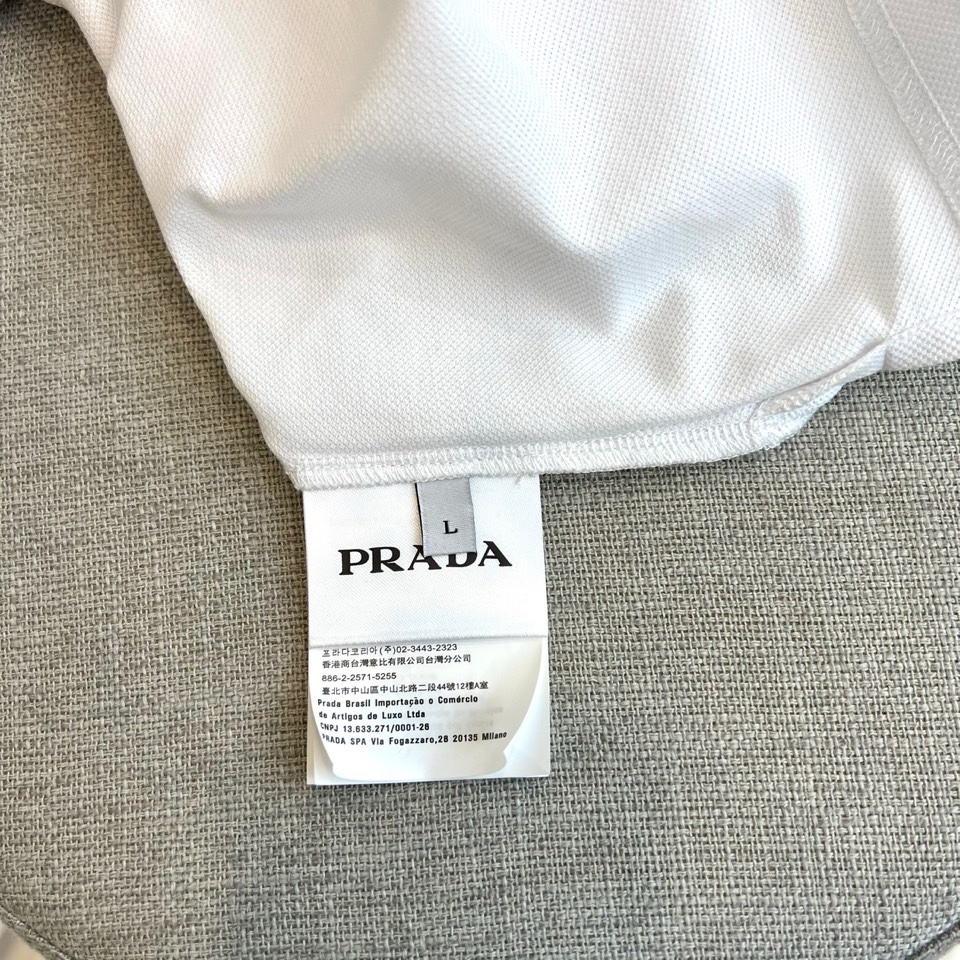 L
PRADA
프라다코리아(주)02-3443-2323
香港商台灣意比有限公司台灣分公司
886-2-2571-5255
臺北市中山區中山北路二段44號12樓A室
Prada Brasil Importação o Comércio
de Artigos de Luxo Ltda
CNPJ 13.633.271/0001-26
PRADA SPA Via Fogazzaro,28 20135 Milano